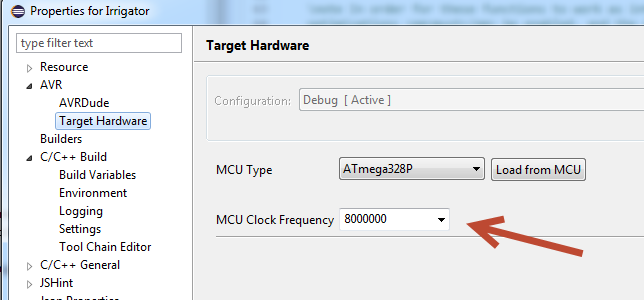 Properties for Irrigator
type filter text
Resource
AVR
AVRDude
Target Hardware
Builders
C/C++ Build
Build Variables
Environment
Logging
Settings
Tool Chain Editor
C/C++ General
JSHint
Target Hardware
Configuration: Debug [ Active ]
MCU Type ATmega328P Load from MCU
MCU Clock Frequency 8000000